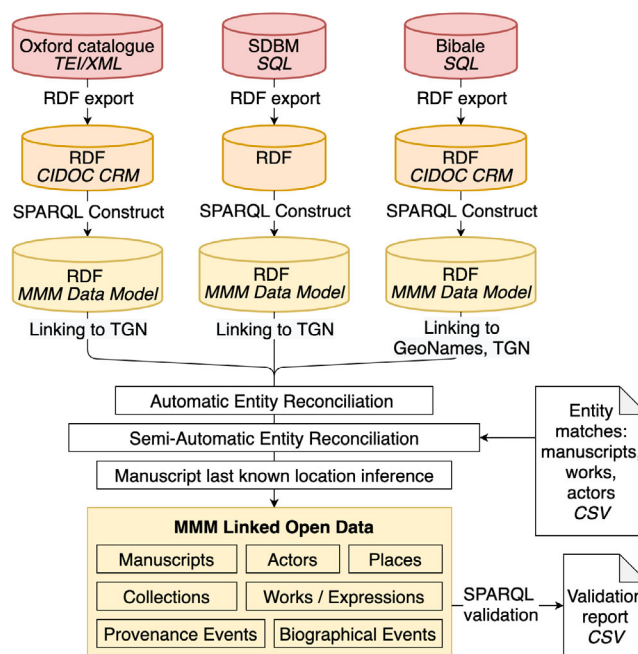 Oxford catalogue
TEI/XML
SDBM
SQL
Bibale
SQL
RDF export
RDF export
RDF export
RDF
CIDOC CRM
RDF
RDF
CIDOC CRM
SPARQL Construct
SPARQL Construct
SPARQL Construct
RDF
MMM Data Model
RDF
MMM Data Model
RDF
MMM Data Model
Linking to TGN
Linking to TGN
Linking to
GeoNames, TGN
Automatic Entity Reconciliation
Semi-Automatic Entity Reconciliation
Manuscript last known location inference
Entity
matches:
manuscripts,
works,
actors
CSV
MMM Linked Open Data
Manuscripts
Actors
Places
Collections
Works / Expressions
Provenance Events
Biographical Events
SPARQL
validation
Validation
report
CSV